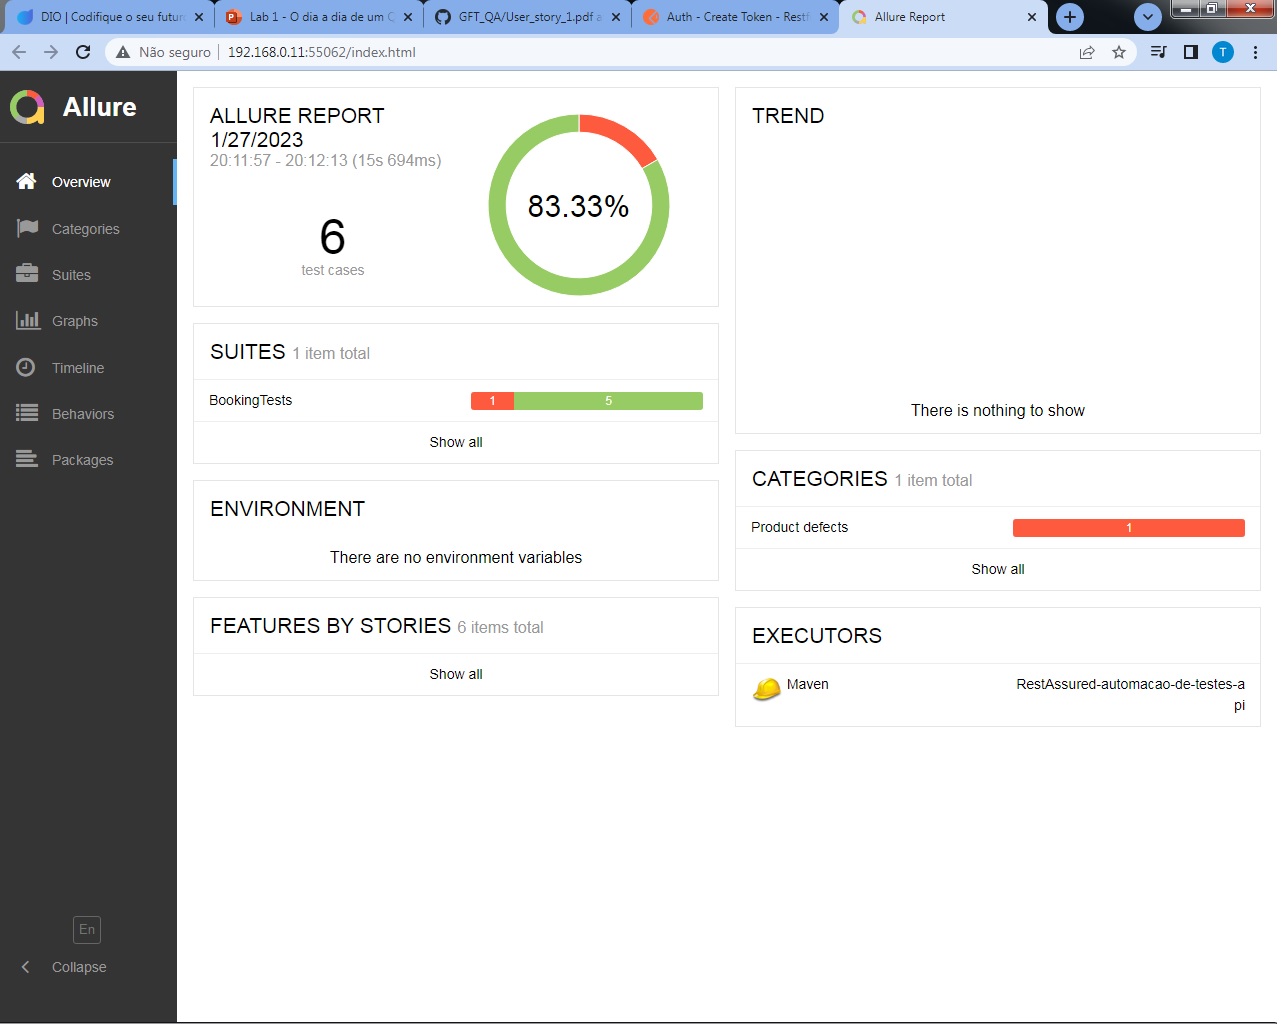 DIO | Codifique o seu futuro
Lab 1 - O dia a dia de um Q
GFT_QA/User_story_1.pdf a
Auth - Create Token - Restf
Allure Report
Não seguro
192.168.0.11:55062/index.html
T
Allure
Overview
Categories
Suites
Graphs
Timeline
Behaviors
Packages
En
Collapse
ALLURE REPORT
1/27/2023
20:11:57 - 20:12:13 (15s 694ms)
6
test cases
83.33%
SUITES 1 item total
BookingTests
1 5
Show all
ENVIRONMENT
There are no environment variables
FEATURES BY STORIES 6 items total
Show all
TREND
There is nothing to show
CATEGORIES 1 item total
Product defects
1
Show all
EXECUTORS
Maven
RestAssured-automacao-de-testes-a
pi